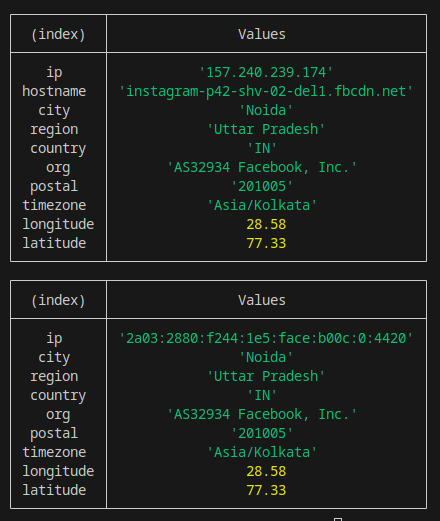 (index) Values
ip '157.240.239.174'
hostname 'instagram-p42-shv-02-del1.fbcdn.net'
city 'Noida'
region 'Uttar Pradesh'
country 'IN'
org 'AS32934 Facebook, Inc.'
postal '201005'
timezone 'Asia/Kolkata'
longitude 28.58
latitude 77.33
(index) Values
ip '2a03:2880:f244:1e5:face:b00c:0:4420'
city 'Noida'
region 'Uttar Pradesh'
country 'IN'
org 'AS32934 Facebook, Inc.'
postal '201005'
timezone 'Asia/Kolkata'
longitude 28.58
latitude 77.33